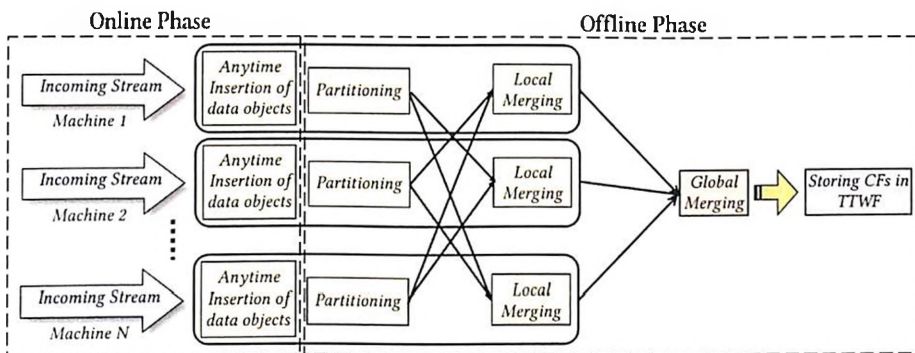 Online Phase
Offline Phase
Incoming Stream
Machine 1
Anytime
Insertion of
data objects
Partitioning
Local
Merging
Incoming Stream
Machine 2
Anytime
Insertion of
data objects
Partitioning
Local
Merging
Global
Merging
Storing CFs in
TTWF
Incoming Stream
Machine N
Anytime
Insertion of
data objects
Partitioning
Local
Merging